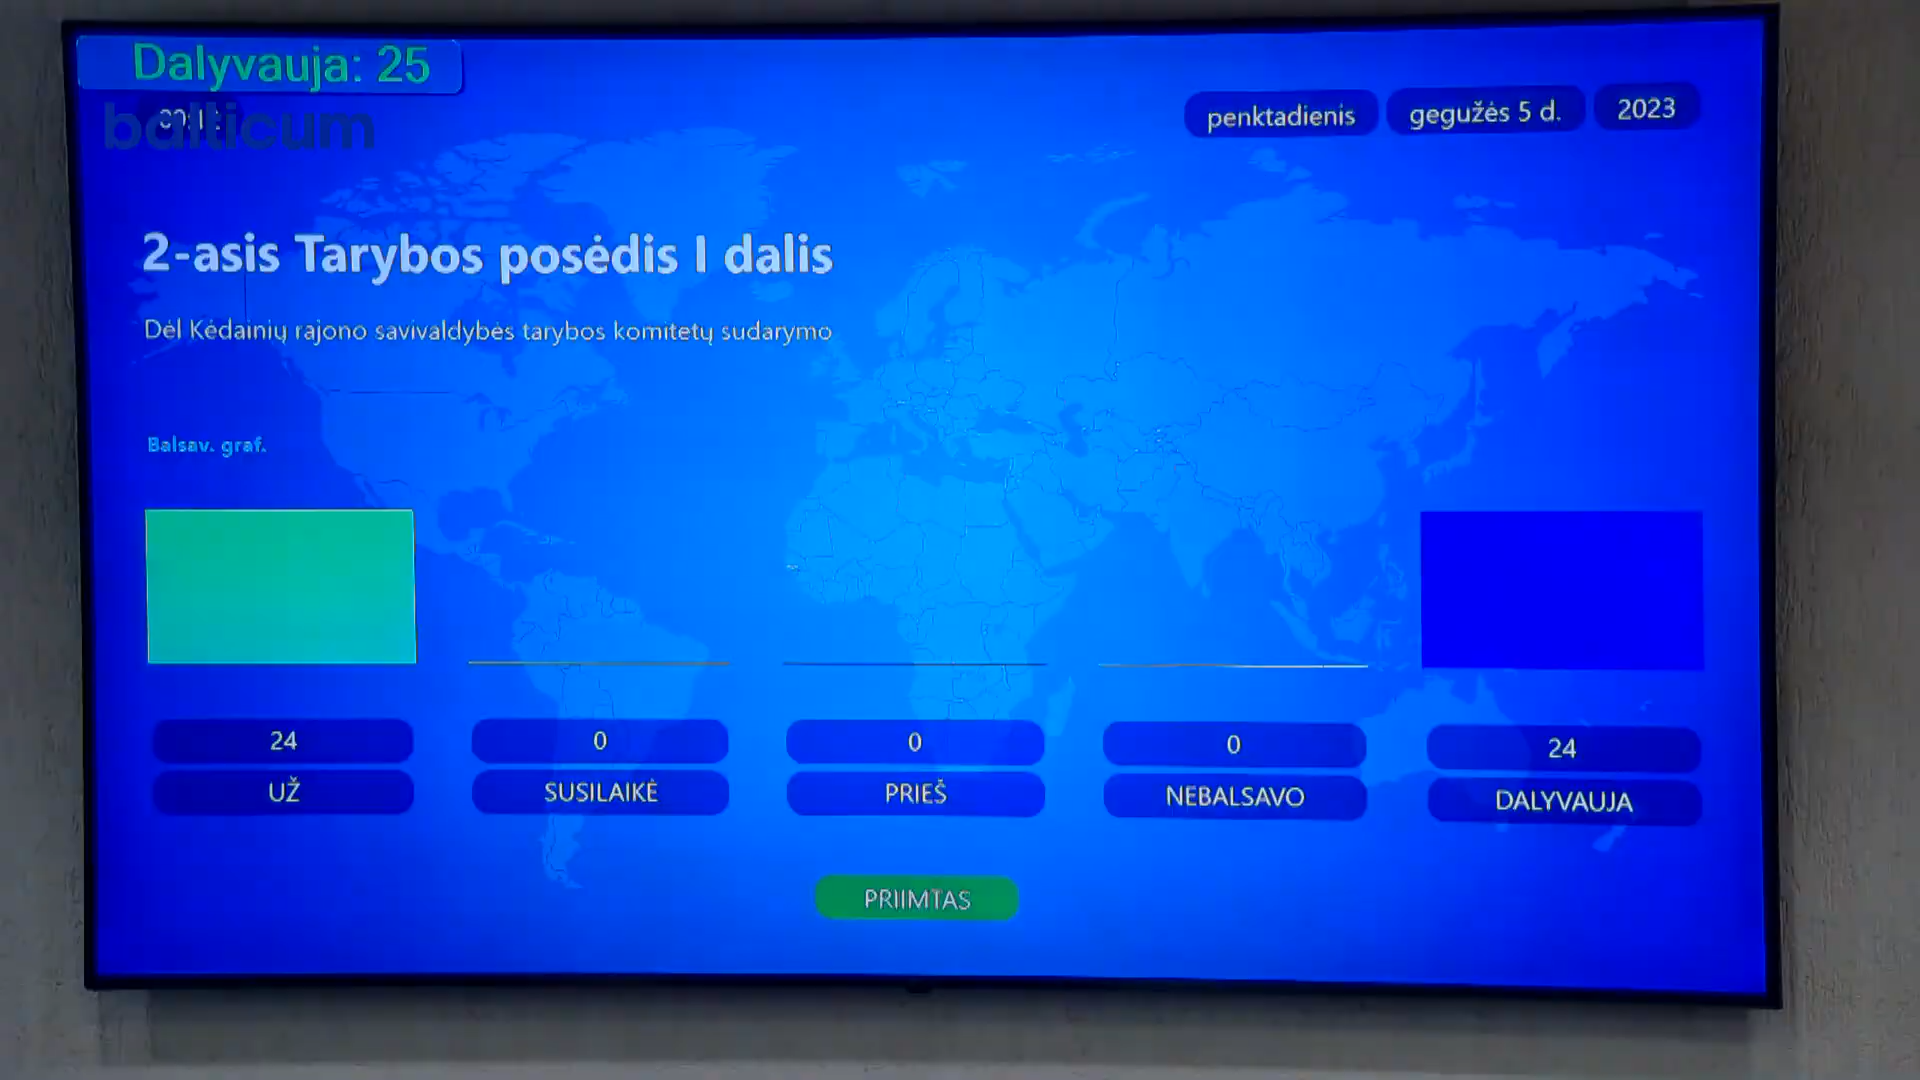 Dalyvauja: 25
balticum
penktadienis gegužės 5 d. 2023
2-asis Tarybos posėdis I dalis
Dėl Kėdainių rajono savivaldybės tarybos komitetų sudarymo
Balsav. graf.
24 0 0 0 24
UŽ SUSILAIKĖ PRIEŠ NEBALSAVO DALYVAUJA
PRIIMTAS